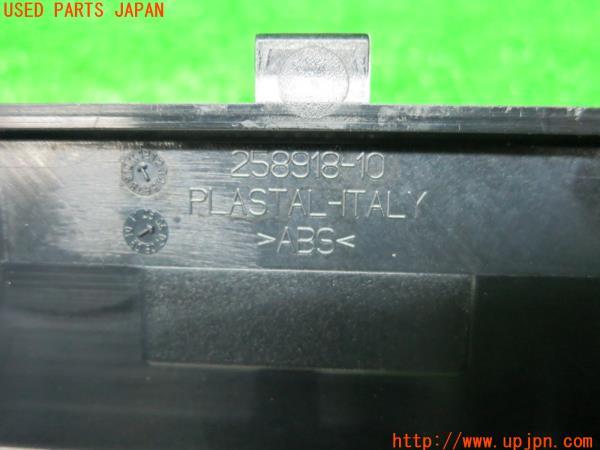 USED PARTS JAPAN
258918-10
PLASTAL-ITALY
>ABS<
http://www.upjpn.com/